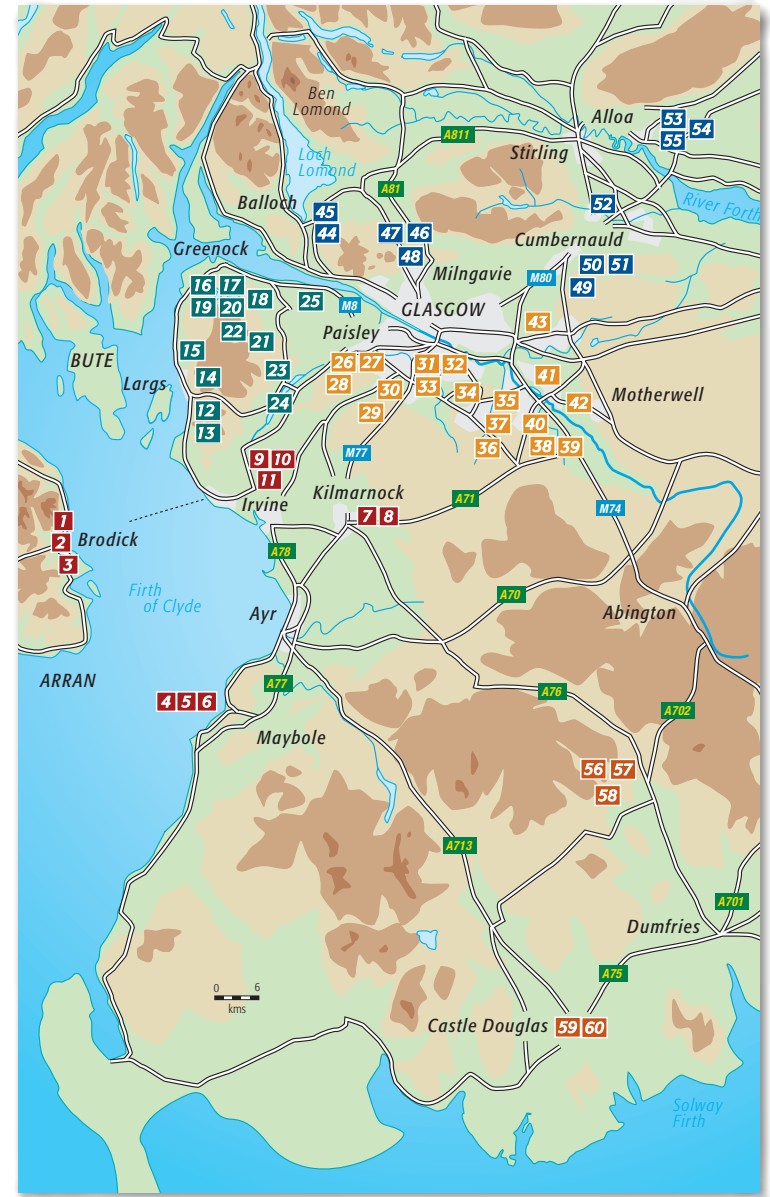 Ben
Lomond
Alloa
53
54
55
A811
Stirling
Loch
Lomond
A81
Balloch
45
44
52
River Forth
47
46
48
Cumbernauld
Greenock
Milngavie
M80
50
51
49
16
17
18
19
20
25
M8
GLASGOW
43
22
21
Paisley
BUTE
15
14
Largs
23
24
26
27
28
31
32
33
30
29
34
35
41
42
Motherwell
12
13
37
40
36
38
39
9
10
11
M77
Irvine
Kilmarnock
A71
M74
7
8
1
2
3
Brodick
A78
Firth
of Clyde
A70
Ayr
Abington
ARRAN
A77
4
5
6
A76
A702
Maybole
56
57
58
A713
A701
Dumfries
A75
0
6
kms
Castle Douglas
59
60
Solway
Firth